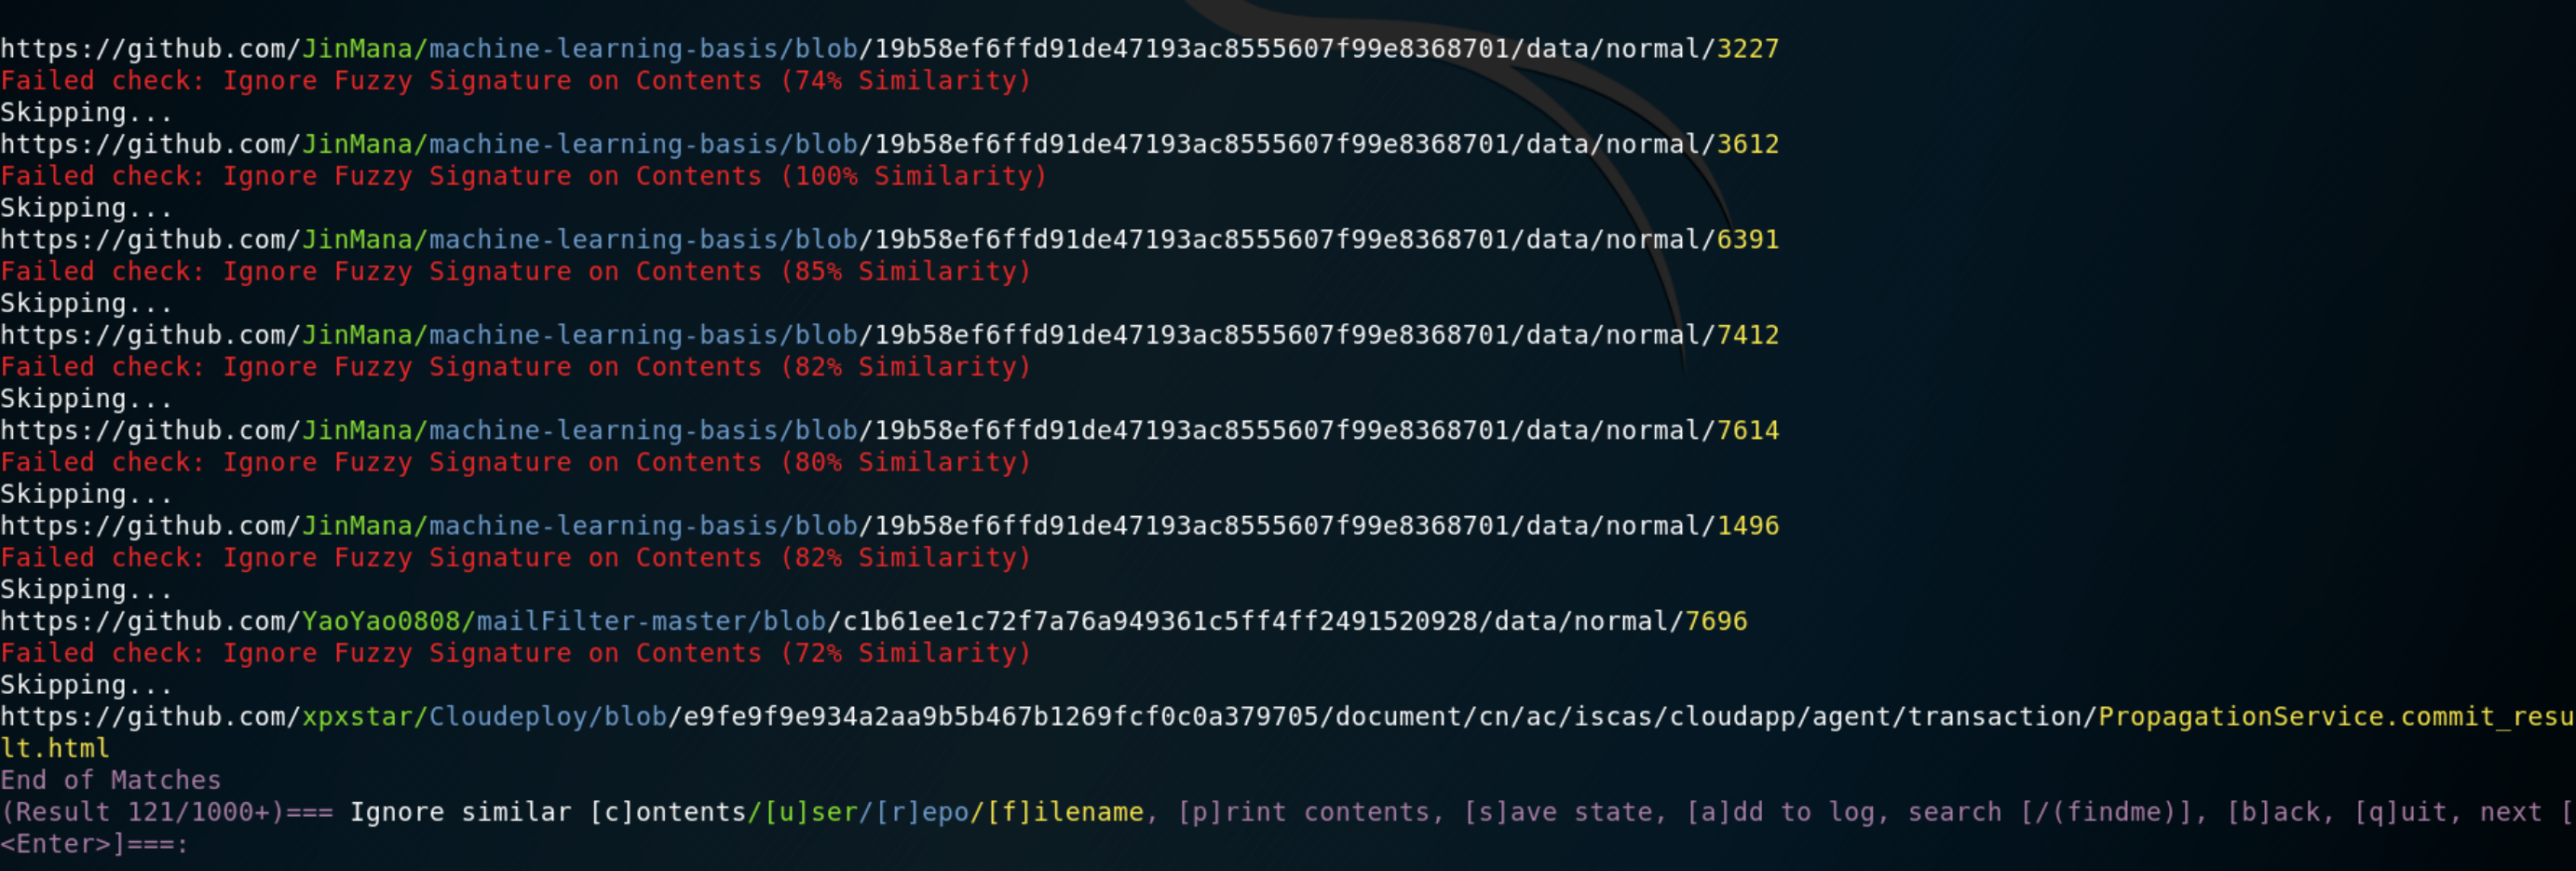 https://github.com/JinMana/machine-learning-basis/blob/19b58ef6ffd91de47193ac8555607f99e8368701/data/normal/3227
Failed check: Ignore Fuzzy Signature on Contents (74% Similarity)
Skipping...
https://github.com/JinMana/machine-learning-basis/blob/19b58ef6ffd91de47193ac8555607f99e8368701/data/normal/3612
Failed check: Ignore Fuzzy Signature on Contents (100% Similarity)
Skipping...
https://github.com/JinMana/machine-learning-basis/blob/19b58ef6ffd91de47193ac8555607f99e8368701/data/normal/6391
Failed check: Ignore Fuzzy Signature on Contents (85% Similarity)
Skipping...
https://github.com/JinMana/machine-learning-basis/blob/19b58ef6ffd91de47193ac8555607f99e8368701/data/normal/7412
Failed check: Ignore Fuzzy Signature on Contents (82% Similarity)
Skipping...
https://github.com/JinMana/machine-learning-basis/blob/19b58ef6ffd91de47193ac8555607f99e8368701/data/normal/7614
Failed check: Ignore Fuzzy Signature on Contents (80% Similarity)
Skipping...
https://github.com/JinMana/machine-learning-basis/blob/19b58ef6ffd91de47193ac8555607f99e8368701/data/normal/1496
Failed check: Ignore Fuzzy Signature on Contents (82% Similarity)
Skipping...
https://github.com/YaoYao0808/mailFilter-master/blob/c1b61ee1c72f7a76a949361c5ff4ff2491520928/data/normal/7696
Failed check: Ignore Fuzzy Signature on Contents (72% Similarity)
Skipping...
https://github.com/xpxstar/Cloudeploy/blob/e9fe9f9e934a2aa9b5b467b1269fcf0c0a379705/document/cn/ac/iscas/cloudapp/agent/transaction/PropagationService.commit_resu
lt.html
End of Matches
(Result 121/1000+)=== Ignore similar [c]ontents/[u]ser/[r]epo/[f]ilename, [p]rint contents, [s]ave state, [a]dd to log, search [/(findme)], [b]ack, [q]uit, next [
<Enter>]===: